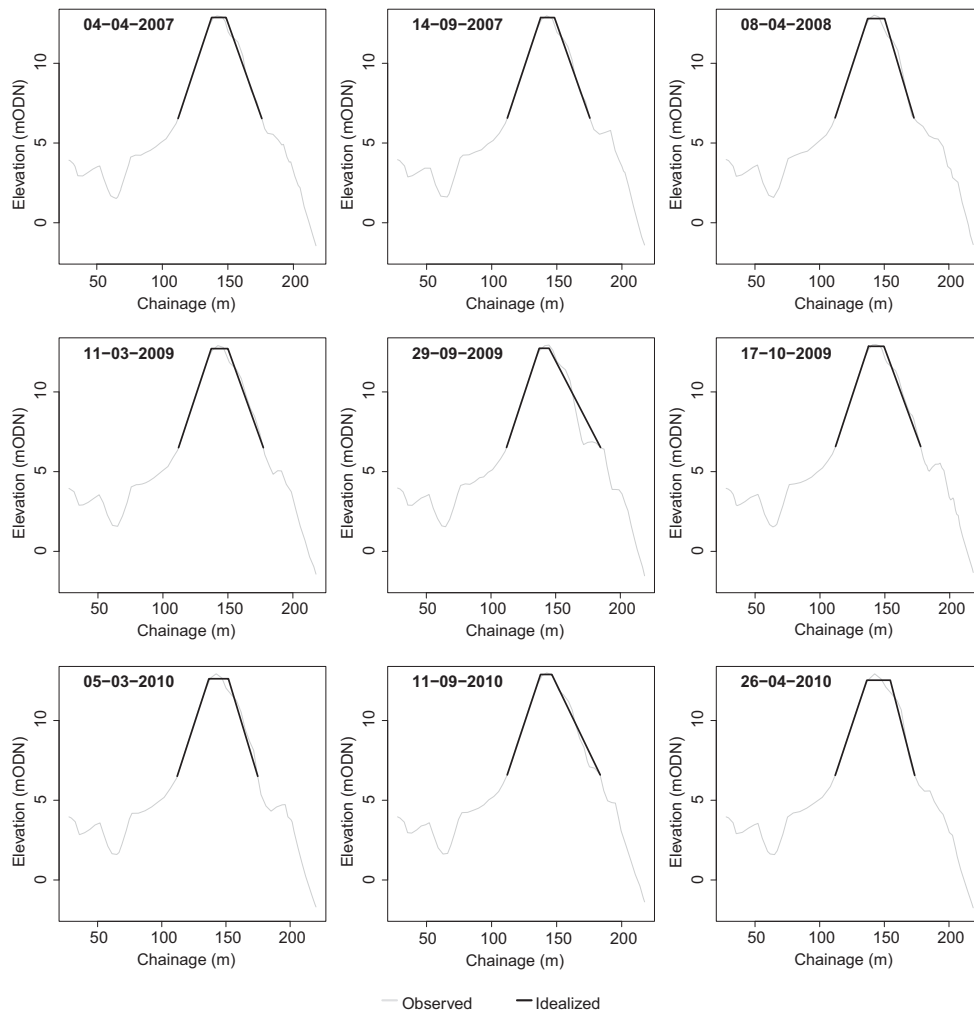 04−04−2007
Elevation (mODN)
0 5 10
50 100 150 200
Chainage (m)
14−09−2007
Elevation (mODN)
0 5 10
50 100 150 200
Chainage (m)
08−04−2008
Elevation (mODN)
0 5 10
50 100 150 200
Chainage (m)
11−03−2009
Elevation (mODN)
0 5 10
50 100 150 200
Chainage (m)
29−09−2009
Elevation (mODN)
0 5 10
50 100 150 200
Chainage (m)
17−10−2009
Elevation (mODN)
0 5 10
50 100 150 200
Chainage (m)
05−03−2010
Elevation (mODN)
0 5 10
50 100 150 200
Chainage (m)
11−09−2010
Elevation (mODN)
0 5 10
50 100 150 200
Chainage (m)
26−04−2010
Elevation (mODN)
0 5 10
50 100 150 200
Chainage (m)
Observed Idealized